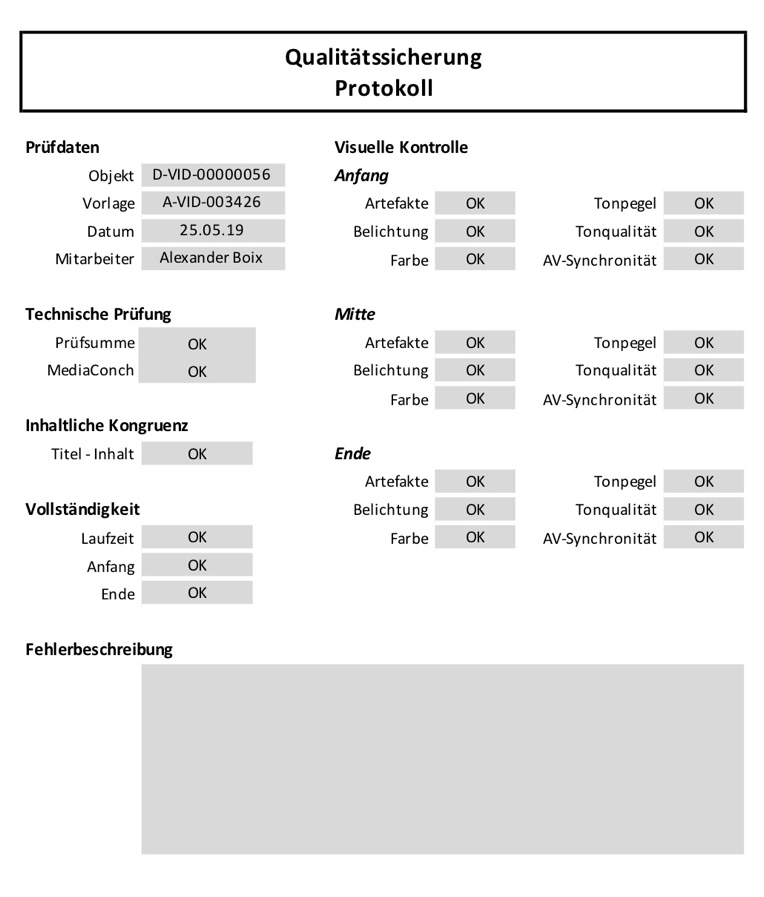 Qualitätssicherung
Protokoll
Prüfdaten
Objekt D-VID-00000056
Vorlage A-VID-003426
Datum 25.05.19
Mitarbeiter Alexander Boix
Technische Prüfung
Prüfsumme OK
MediaConch OK
Inhaltliche Kongruenz
Titel - Inhalt OK
Vollständigkeit
Laufzeit OK
Anfang OK
Ende OK
Visuelle Kontrolle
Anfang
Artefakte OK Tonpegel OK
Belichtung OK Tonqualität OK
Farbe OK AV-Synchronität OK
Mitte
Artefakte OK Tonpegel OK
Belichtung OK Tonqualität OK
Farbe OK AV-Synchronität OK
Ende
Artefakte OK Tonpegel OK
Belichtung OK Tonqualität OK
Farbe OK AV-Synchronität OK
Fehlerbeschreibung